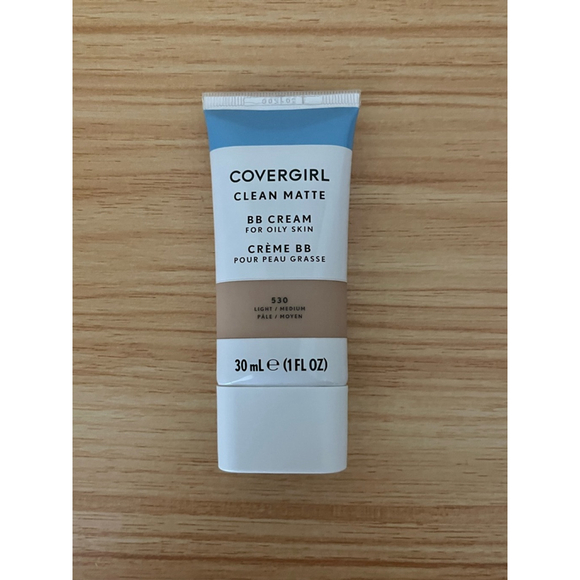 COVERGIRL
CLEAN MATTE
BB CREAM
FOR OILY SKIN
CRÈME BB
POUR PEAU GRASSE
530
LIGHT / MEDIUM
PÂLE / MOYEN
30 mL ℮ (1 FL OZ)